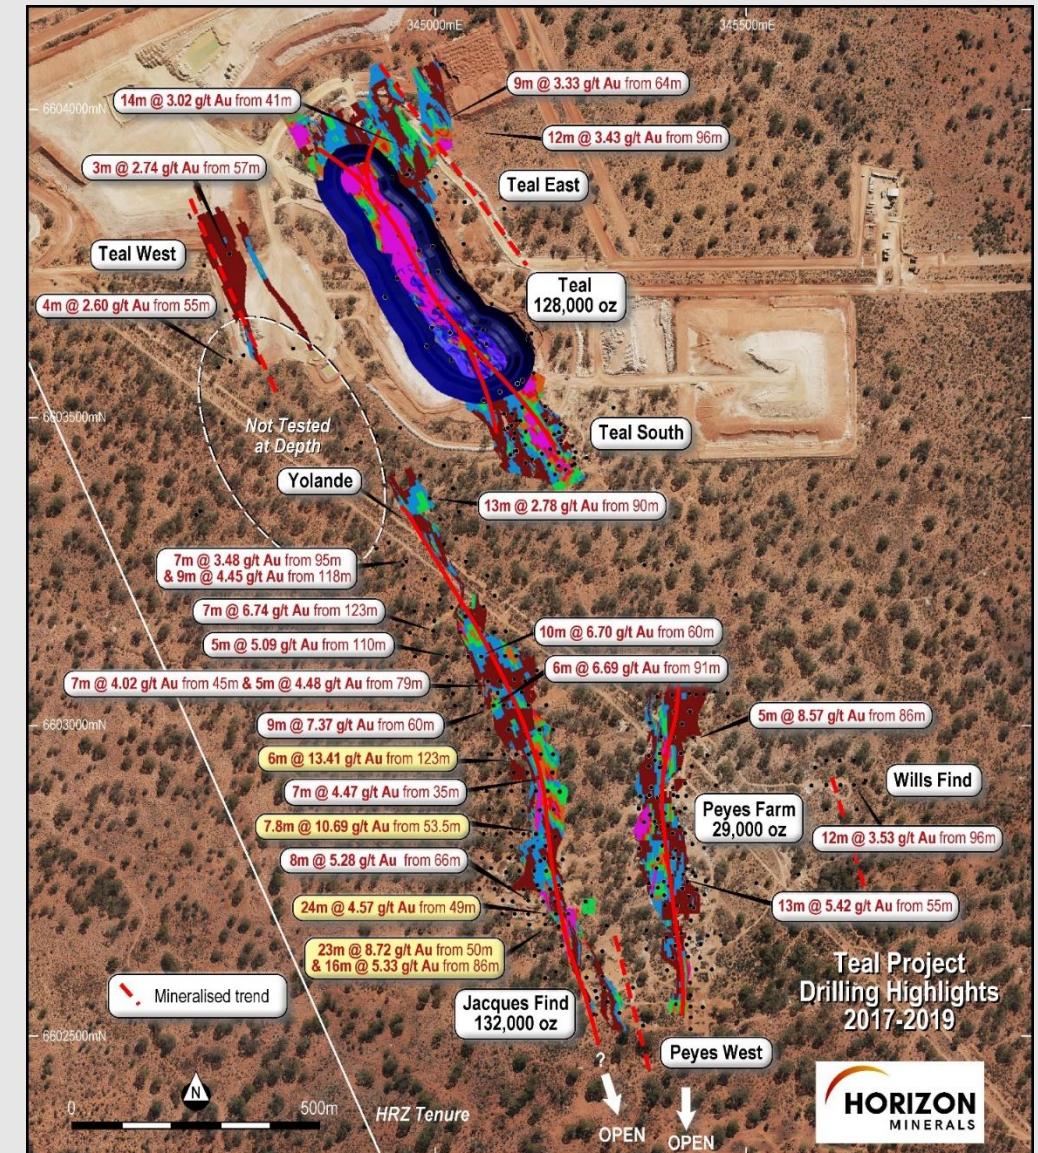 345000mE
345500mE
6604000mN
14m @ 3.02 g/t Au from 41m
9m @ 3.33 g/t Au from 64m
12m @ 3.43 g/t Au from 96m
3m @ 2.74 g/t Au from 57m
Teal East
Teal West
Teal
128,000 oz
4m @ 2.60 g/t Au from 55m
6603500mN
Not Tested
at Depth
Teal South
Yolande
13m @ 2.78 g/t Au from 90m
7m @ 3.48 g/t Au from 95m
& 9m @ 4.45 g/t Au from 118m
7m @ 6.74 g/t Au from 123m
10m @ 6.70 g/t Au from 60m
5m @ 5.09 g/t Au from 110m
6m @ 6.69 g/t Au from 91m
7m @ 4.02 g/t Au from 45m & 5m @ 4.48 g/t Au from 79m
9m @ 7.37 g/t Au from 60m
5m @ 8.57 g/t Au from 86m
6603000mN
6m @ 13.41 g/t Au from 123m
Wills Find
7m @ 4.47 g/t Au from 35m
Peyes Farm
29,000 oz
7.8m @ 10.69 g/t Au from 53.5m
12m @ 3.53 g/t Au from 96m
8m @ 5.28 g/t Au from 66m
24m @ 4.57 g/t Au from 49m
13m @ 5.42 g/t Au from 55m
23m @ 8.72 g/t Au from 50m
& 16m @ 5.33 g/t Au from 86m
Teal Project
Drilling Highlights
2017-2019
Mineralised trend
Jacques Find
132,000 oz
6602500mN
Peyes West
?
N
0
500m
HRZ Tenure
OPEN
OPEN
HORIZON
MINERALS